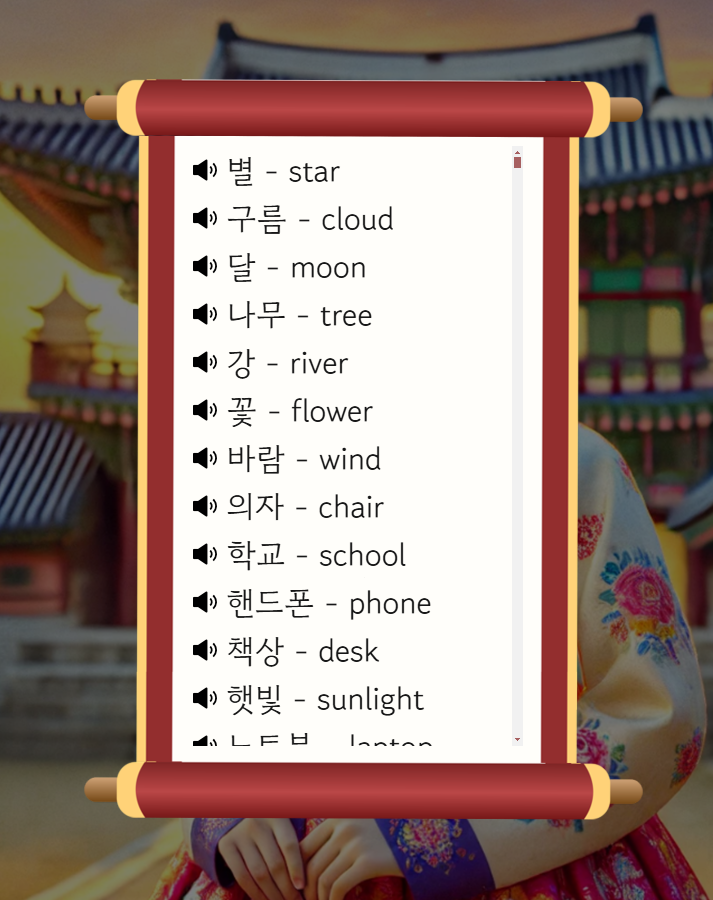 별 - star
구름 - cloud
달 - moon
나무 - tree
강 - river
꽃 - flower
바람 - wind
의자 - chair
학교 - school
핸드폰 - phone
책상 - desk
햇빛 - sunlight
노트북 - laptop